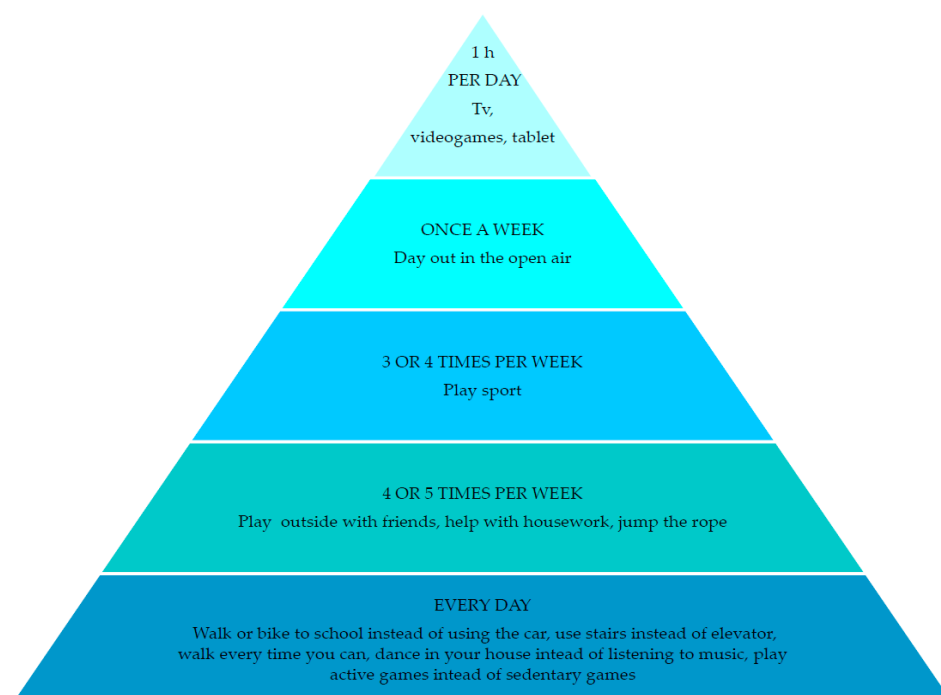 1 h
PER DAY
Tv,
videogames, tablet
ONCE A WEEK
Day out in the open air
3 OR 4 TIMES PER WEEK
Play sport
4 OR 5 TIMES PER WEEK
Play outside with friends, help with housework, jump the rope
EVERY DAY
Walk or bike to school instead of using the car, use stairs instead of elevator,
walk every time you can, dance in your house intead of listening to music, play
active games intead of sedentary games